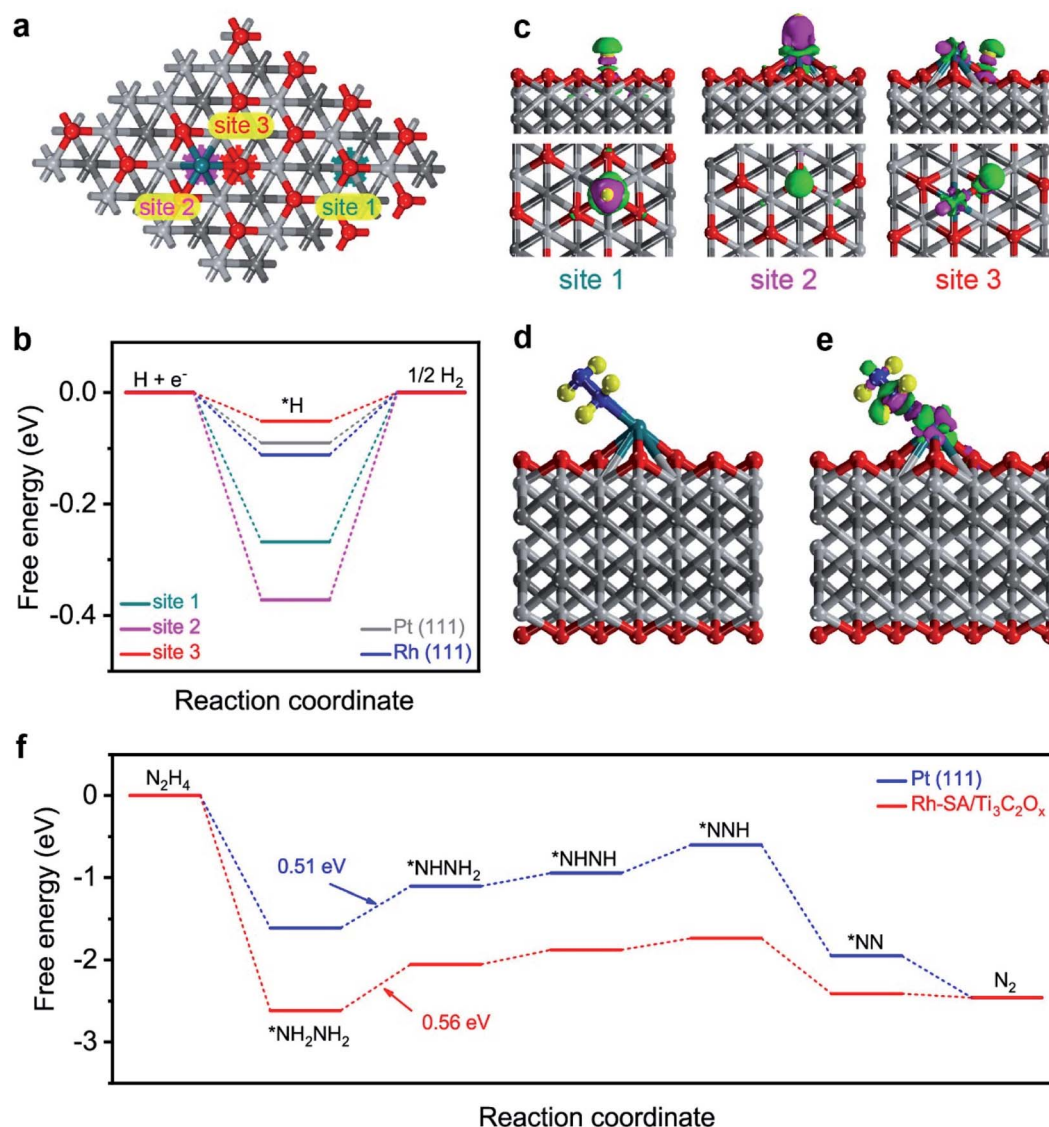 a
site 3
site 2
site 1
c
site 1
site 2
site 3
b
H + e⁻
1/2 H₂
*H
0.0
-0.2
-0.4
Free energy (eV)
site 1
site 2
site 3
Pt (111)
Rh (111)
Reaction coordinate
d
e
f
N₂H₄
Pt (111)
Rh-SA/Ti₃C₂Oₓ
0
-1
-2
-3
Free energy (eV)
0.51 eV
*NHNH₂
*NHNH
*NNH
*NN
N₂
*NH₂NH₂
0.56 eV
Reaction coordinate